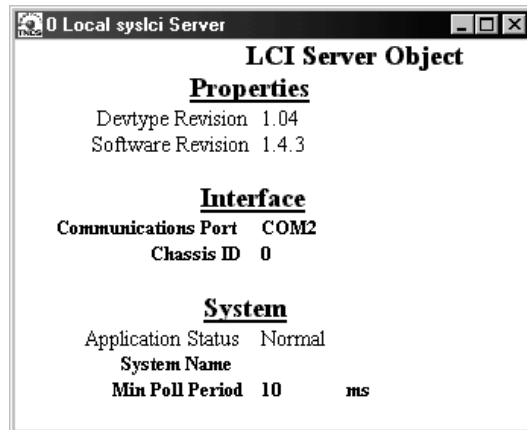 TNCS
0 Local syslci Server
LCI Server Object
Properties
Devtype Revision 1.04
Software Revision 1.4.3
Interface
Communications Port COM2
Chassis ID 0
System
Application Status Normal
System Name
Min Poll Period 10 ms